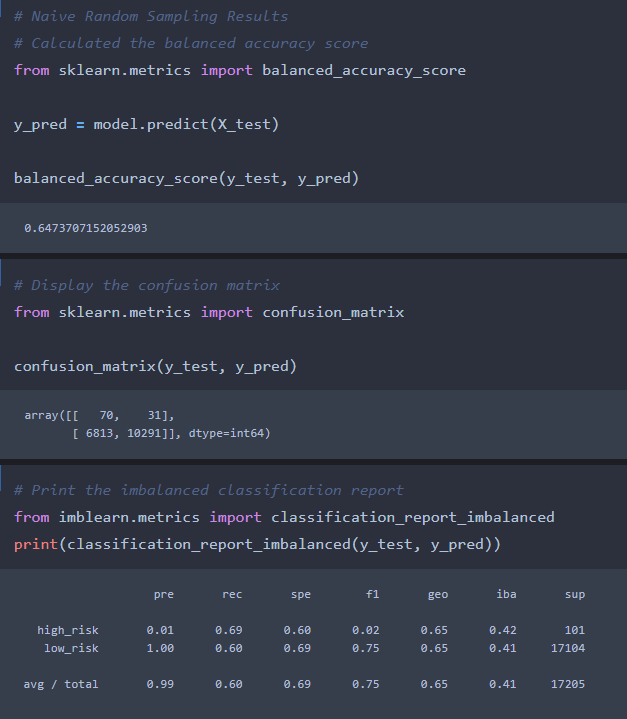 # Naive Random Sampling Results
# Calculated the balanced accuracy score
from sklearn.metrics import balanced_accuracy_score
y_pred = model.predict(X_test)
balanced_accuracy_score(y_test, y_pred)
0.6473707152052903
# Display the confusion matrix
from sklearn.metrics import confusion_matrix
confusion_matrix(y_test, y_pred)
array([[   70,    31],
       [ 6813, 10291]], dtype=int64)
# Print the imbalanced classification report
from imblearn.metrics import classification_report_imbalanced
print(classification_report_imbalanced(y_test, y_pred))
pre rec spe f1 geo iba sup
high_risk 0.01 0.69 0.60 0.02 0.65 0.42 101
low_risk 1.00 0.60 0.69 0.75 0.65 0.41 17104
avg / total 0.99 0.60 0.69 0.75 0.65 0.41 17205